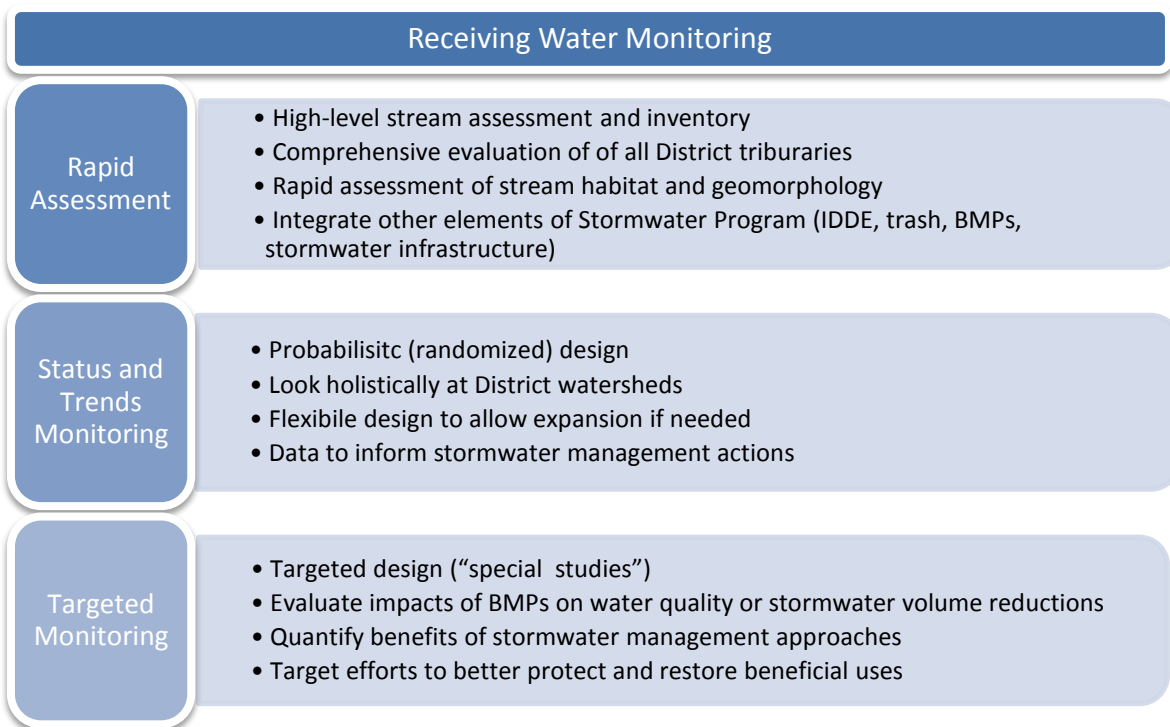 Receiving Water Monitoring
Rapid
Assessment
• High-level stream assessment and inventory
• Comprehensive evaluation of of all District triburaries
• Rapid assessment of stream habitat and geomorphology
• Integrate other elements of Stormwater Program (IDDE, trash, BMPs,
stormwater infrastructure)
Status and
Trends
Monitoring
• Probabilisitc (randomized) design
• Look holistically at District watersheds
• Flexibile design to allow expansion if needed
• Data to inform stormwater management actions
Targeted
Monitoring
• Targeted design (“special studies”)
• Evaluate impacts of BMPs on water quality or stormwater volume reductions
• Quantify benefits of stormwater management approaches
• Target efforts to better protect and restore beneficial uses